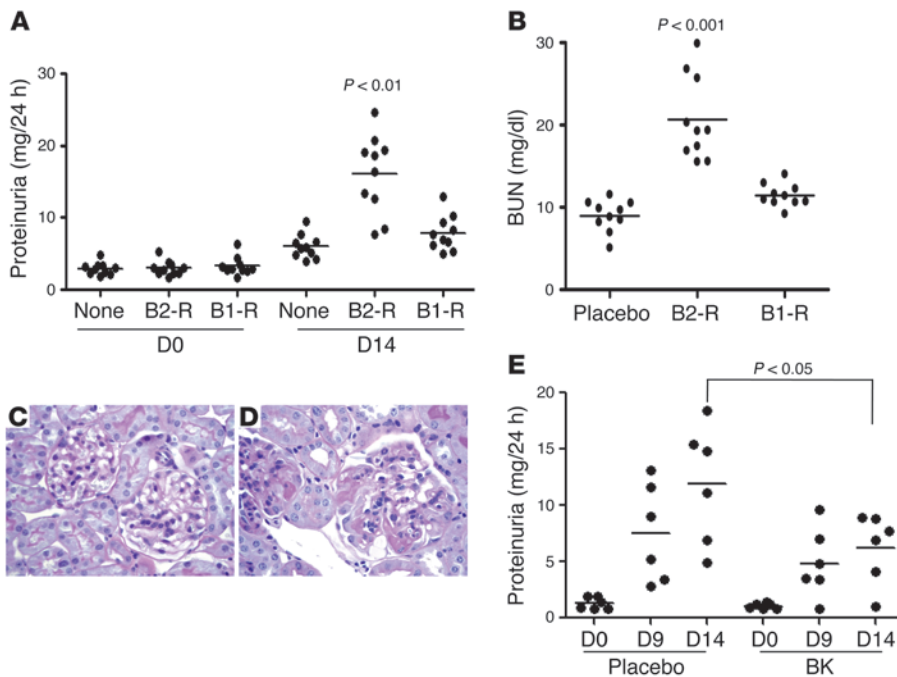 A
Proteinuria (mg/24 h)
30
20
10
0
P < 0.01
None B2-R B1-R None B2-R B1-R
D0 D14
B
BUN (mg/dl)
30
20
10
0
P < 0.001
Placebo B2-R B1-R
C
D
E
Proteinuria (mg/24 h)
20
15
10
5
0
P < 0.05
D0 D9 D14 D0 D9 D14
Placebo BK